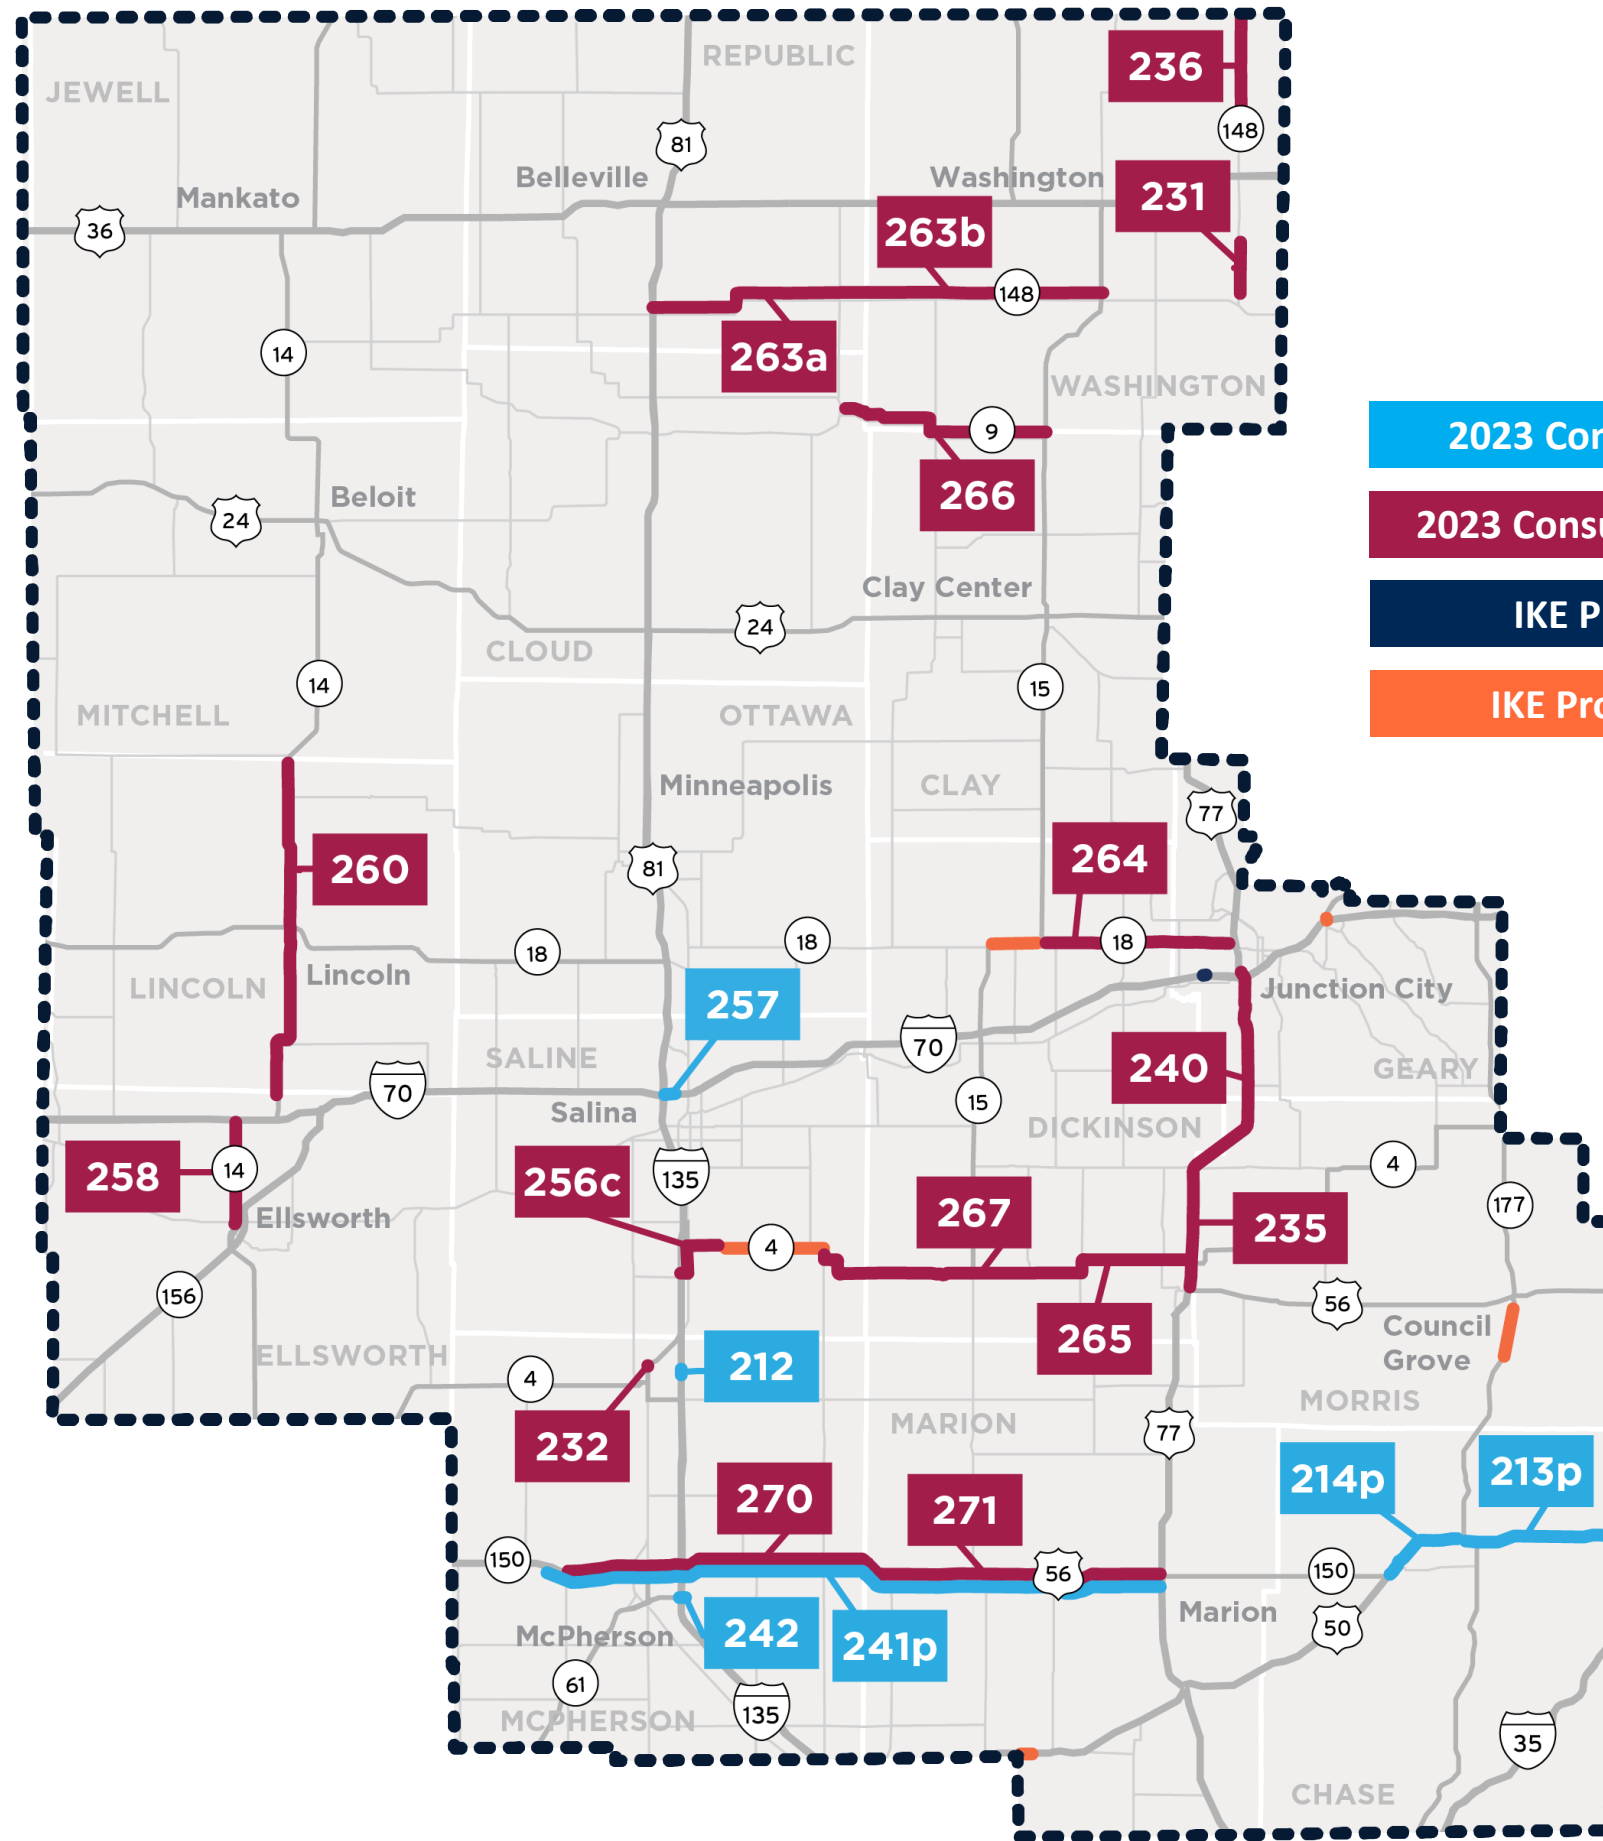 REPUBLIC
236
JEWELL
148
81
Belleville
Washington
Mankato
231
36
263b
148
14
263a
WASHINGTON
9
2023 Con
Beloit
266
24
2023 Consu
Clay Center
IKE P
24
CLOUD
14
15
IKE Pro
MITCHELL
OTTAWA
Minneapolis
CLAY
77
264
260
81
18
18
18
Lincoln
LINCOLN
257
Junction City
70
SALINE
240
GEARY
70
15
Salina
DICKINSON
4
258
14
256c
135
267
177
Ellsworth
235
4
156
56
Council
Grove
265
ELLSWORTH
212
4
MORRIS
MARION
77
232
214p
213p
270
271
150
56
150
Marion
50
McPherson
242
241p
61
135
MCPHERSON
35
CHASE